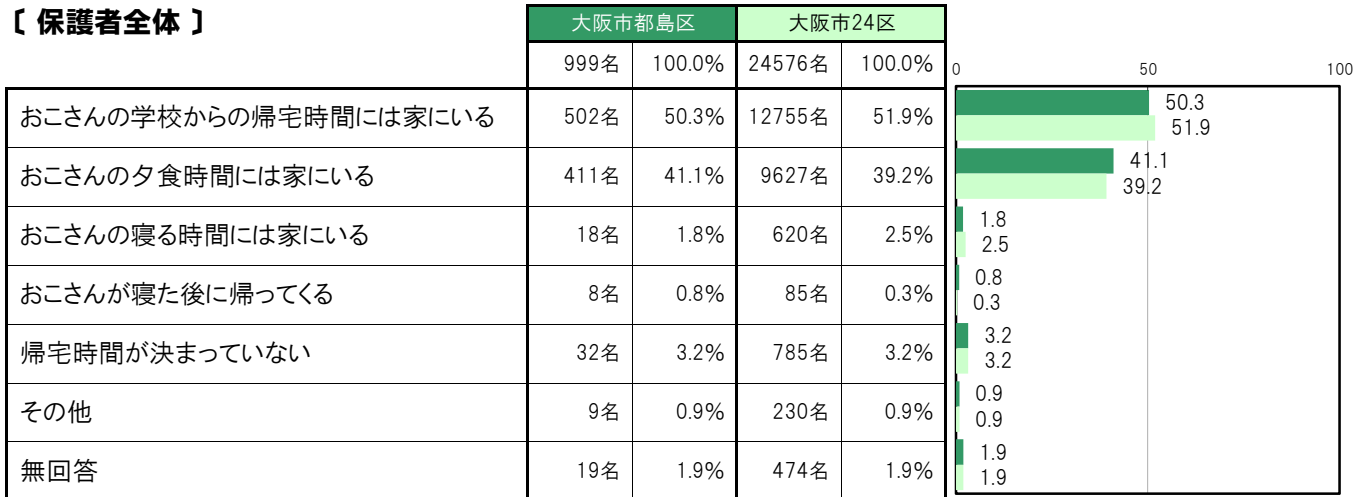 〔 保護者全体 〕
大阪市都島区 大阪市24区
999名 100.0% 24576名 100.0%
0 50 100
おこさんの学校からの帰宅時間には家にいる 502名 50.3% 12755名 51.9%
50.3
51.9
おこさんの夕食時間には家にいる 411名 41.1% 9627名 39.2%
41.1
39.2
おこさんの寝る時間には家にいる 18名 1.8% 620名 2.5%
1.8
2.5
おこさんが寝た後に帰ってくる 8名 0.8% 85名 0.3%
0.8
0.3
帰宅時間が決まっていない 32名 3.2% 785名 3.2%
3.2
3.2
その他 9名 0.9% 230名 0.9%
0.9
0.9
無回答 19名 1.9% 474名 1.9%
1.9
1.9